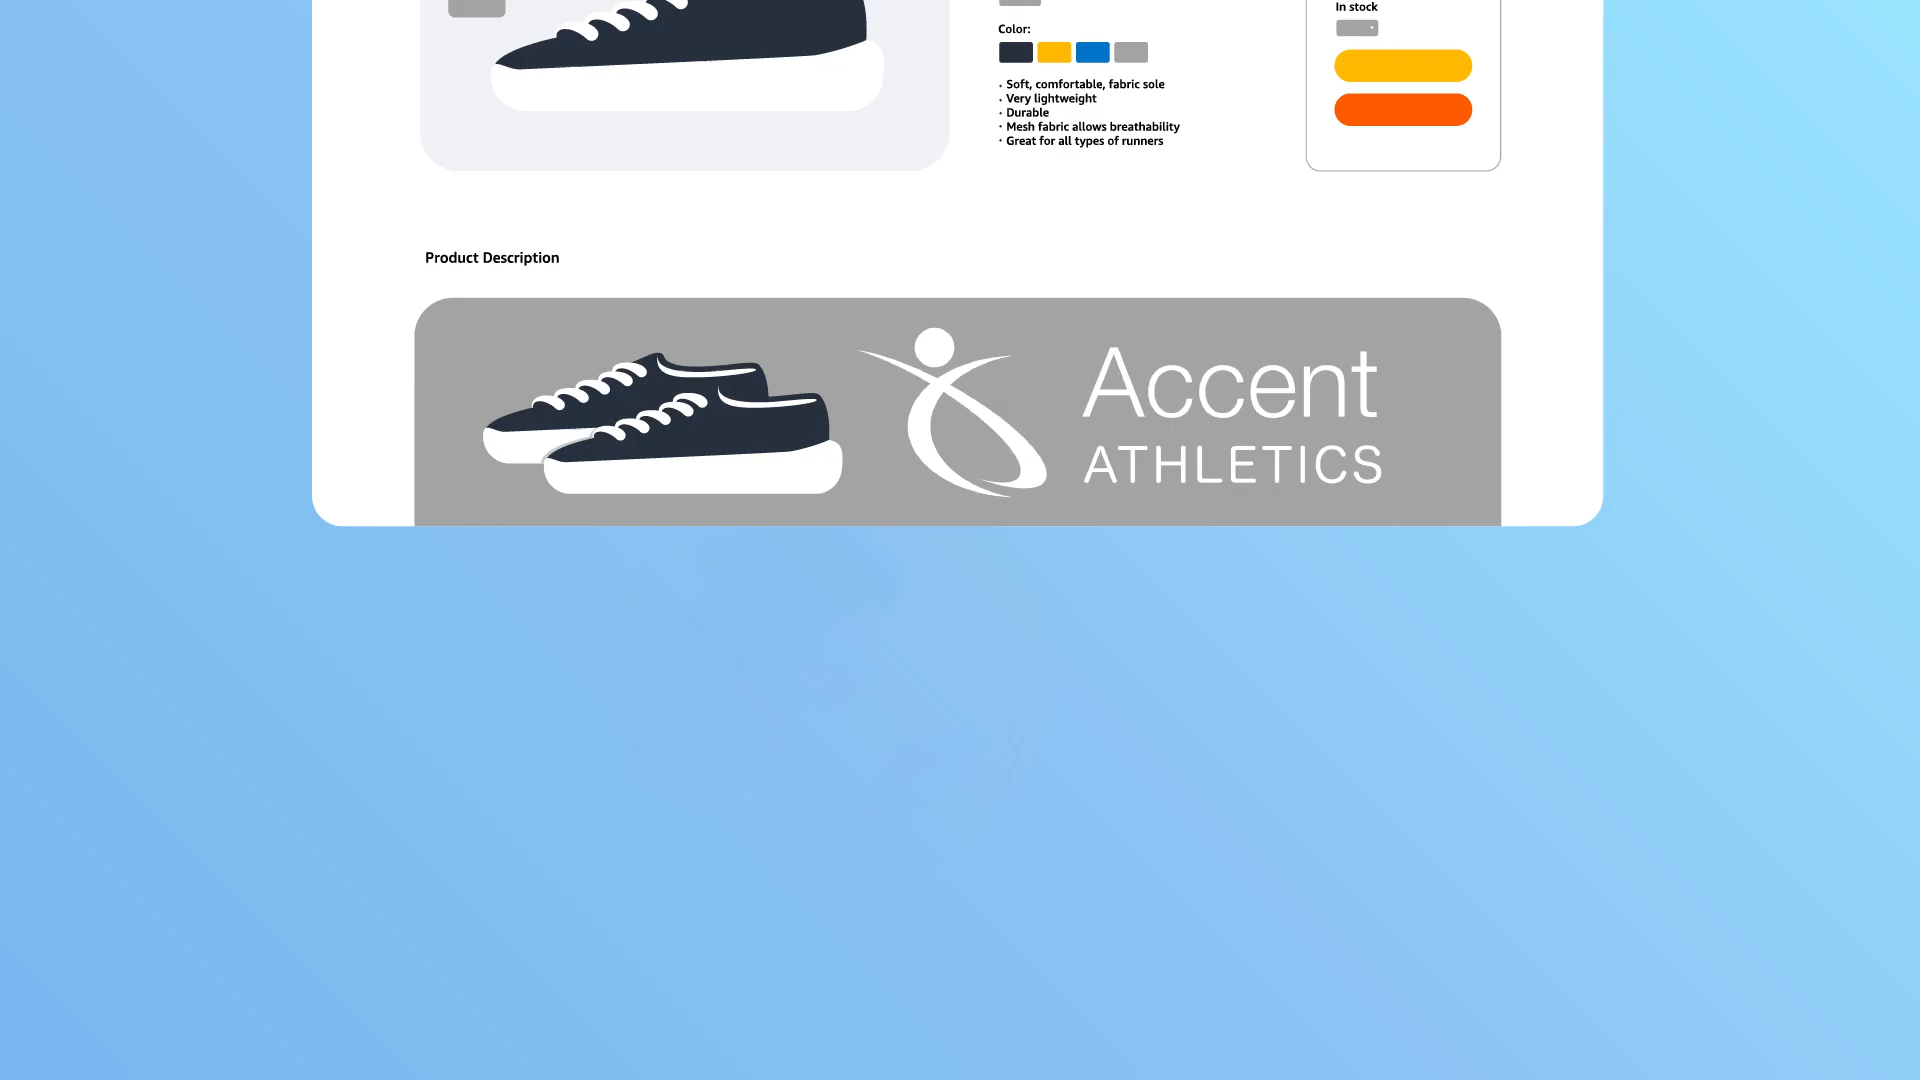 In stock
Color:
• Soft, comfortable, fabric sole
• Very lightweight
• Durable
• Mesh fabric allows breathability
• Great for all types of runners
Product Description
Accent
ATHLETICS